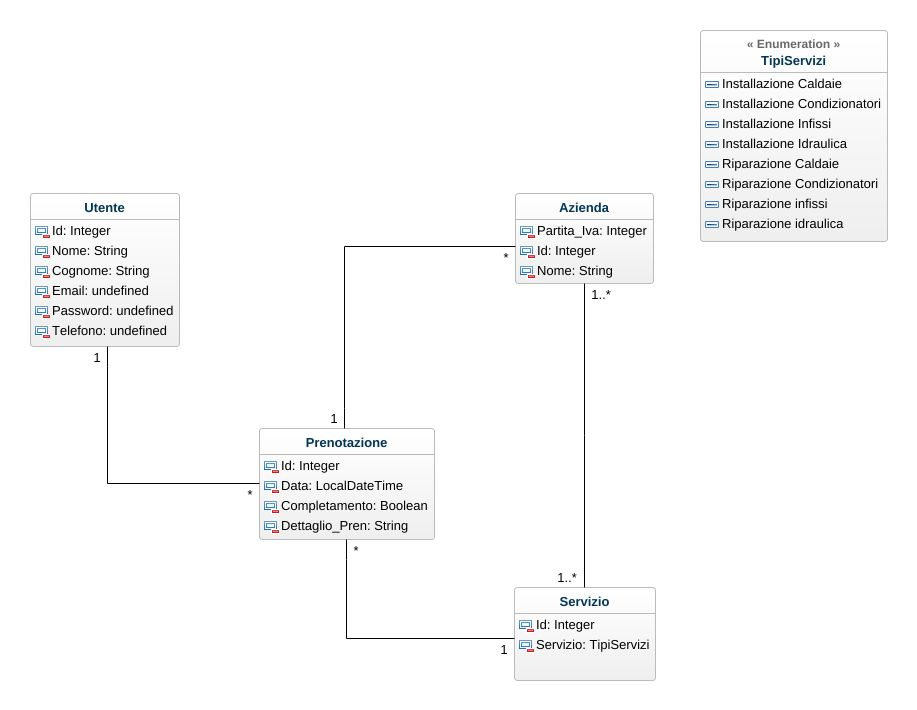 « Enumeration »
TipiServizi
Installazione Caldaie
Installazione Condizionatori
Installazione Infissi
Installazione Idraulica
Riparazione Caldaie
Riparazione Condizionatori
Riparazione infissi
Riparazione idraulica
Utente
Id: Integer
Nome: String
Cognome: String
Email: undefined
Password: undefined
Telefono: undefined
1
*
Azienda
Partita_Iva: Integer
Id: Integer
Nome: String
*
1..*
1
Prenotazione
Id: Integer
Data: LocalDateTime
Completamento: Boolean
Dettaglio_Pren: String
*
1..*
Servizio
Id: Integer
Servizio: TipiServizi
1